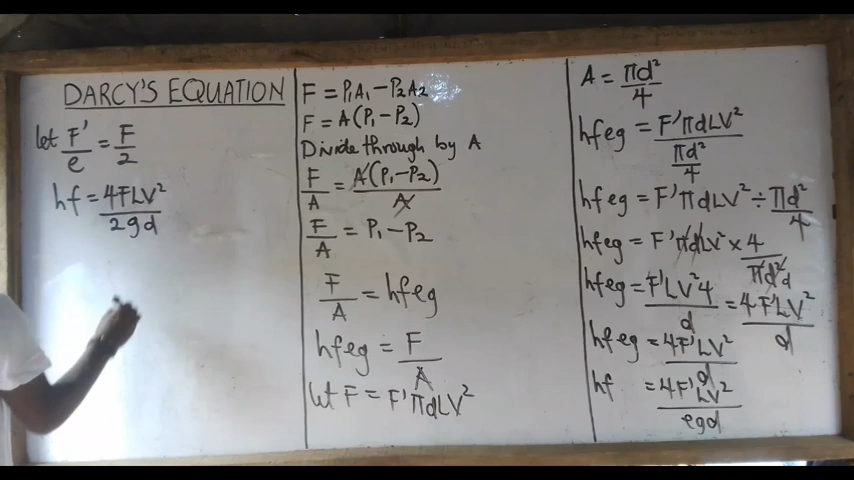 DARCY'S EQUATION
let F'/e = F/2
hf = 4FLV²/2gd
F = P₁A₁ - P₂A₂
F = A(P₁ - P₂)
Divide through by A
F/A = A(P₁ - P₂)/A
F/A = P₁ - P₂
F/A = hfeg
hfeg = F/A
let F = F'πdLV²
A = πd²/4
hfeg = F'πdLV²/πd²/4
hfeg = F'πdLV² ÷ πd²/4
hfeg = F'πdLV² × 4/πd²d
hfeg = F'LV²4/d = 4F'LV²/d
hfeg = 4F'LV²/d
hf = 4F'LV²/egd